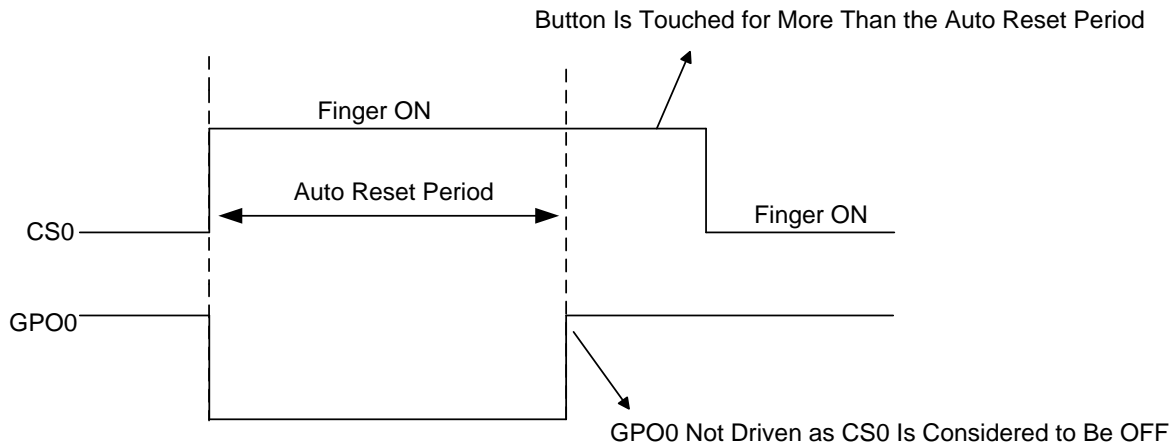 Button Is Touched for More Than the Auto Reset Period
Finger ON
Auto Reset Period
Finger ON
CS0
GPO0
GPO0 Not Driven as CS0 Is Considered to Be OFF